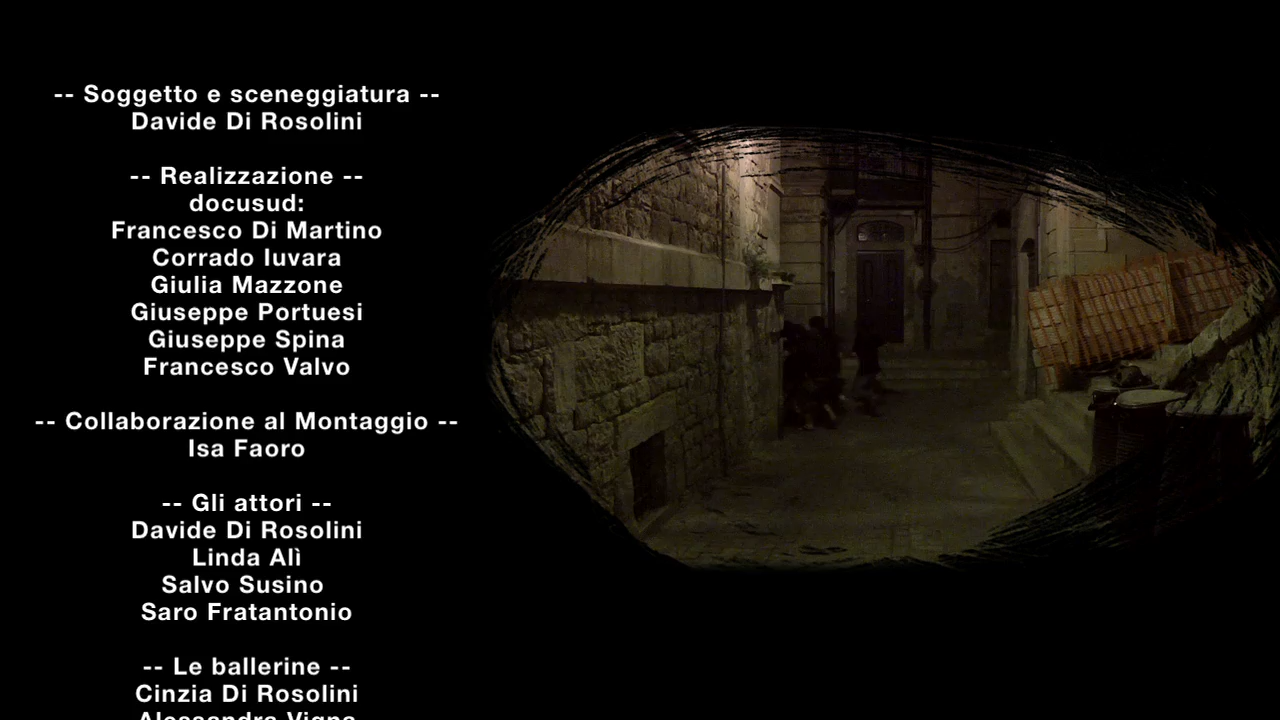 -- Soggetto e sceneggiatura --
Davide Di Rosolini
-- Realizzazione --
docusud:
Francesco Di Martino
Corrado Iuvara
Giulia Mazzone
Giuseppe Portuesi
Giuseppe Spina
Francesco Valvo
-- Collaborazione al Montaggio --
Isa Faoro
-- Gli attori --
Davide Di Rosolini
Linda Alì
Salvo Susino
Saro Fratantonio
-- Le ballerine --
Cinzia Di Rosolini
Alessandra Vigna